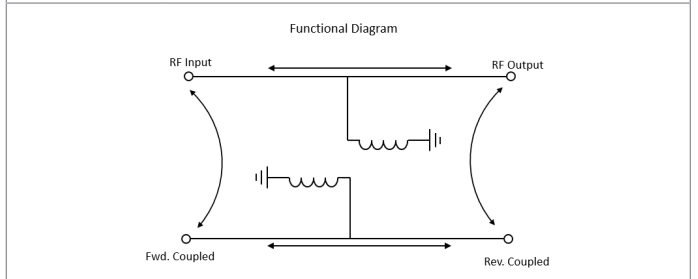 Functional Diagram
RF Input
RF Output
Fwd. Coupled
Rev. Coupled